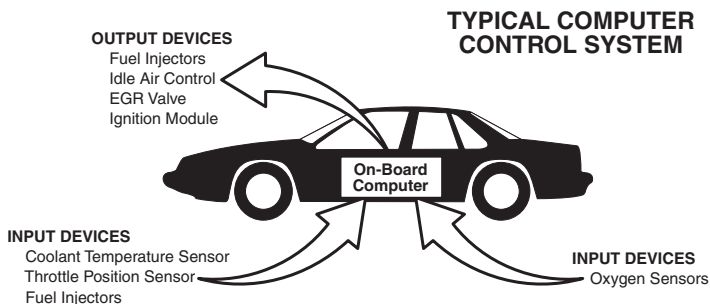 TYPICAL COMPUTER
CONTROL SYSTEM
OUTPUT DEVICES
Fuel Injectors
Idle Air Control
EGR Valve
Ignition Module
On-Board
Computer
INPUT DEVICES
Coolant Temperature Sensor
Throttle Position Sensor
Fuel Injectors
INPUT DEVICES
Oxygen Sensors